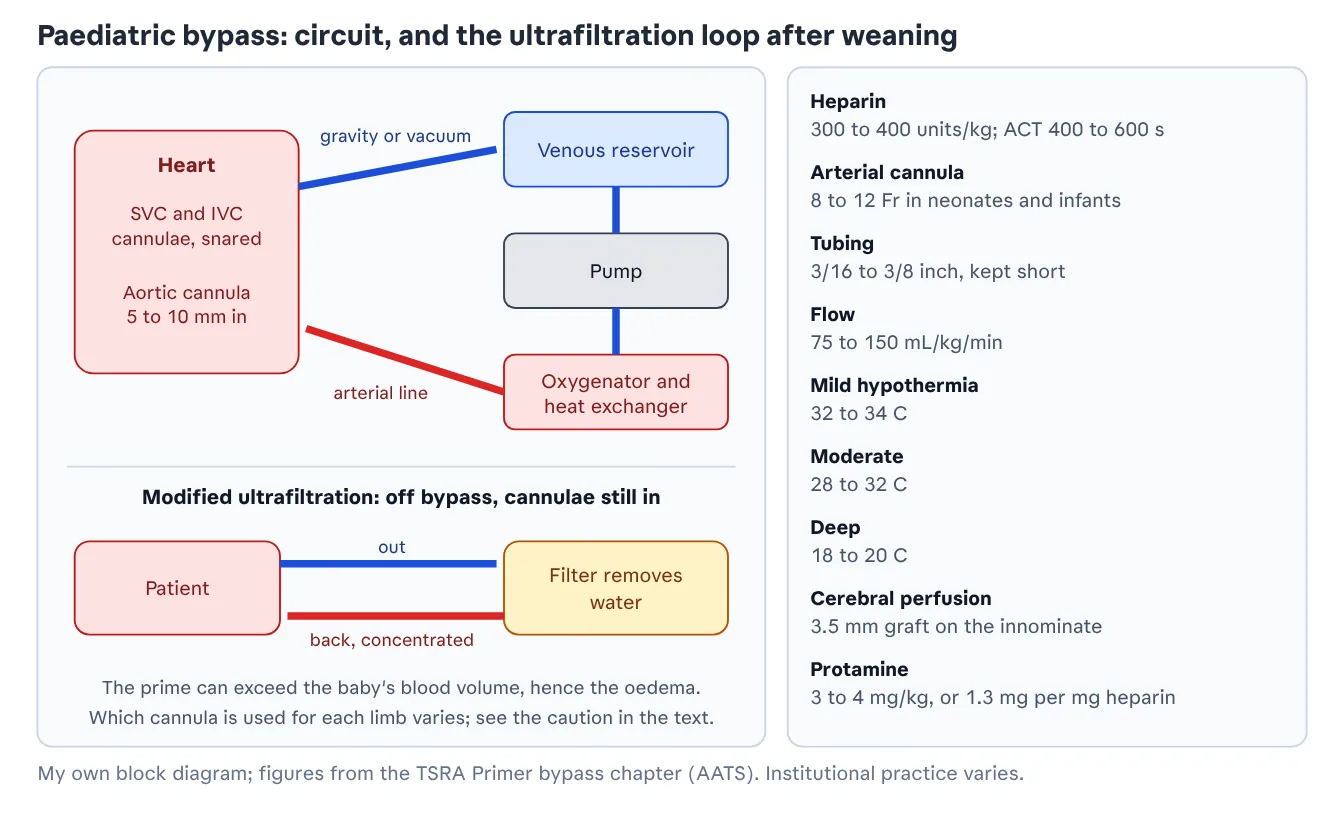 Paediatric bypass: circuit, and the ultrafiltration loop after weaning
Heart
SVC and IVC
cannulae, snared
Aortic cannula
5 to 10 mm in
gravity or vacuum
Venous reservoir
Pump
Oxygenator and
heat exchanger
arterial line
Modified ultrafiltration: off bypass, cannulae still in
Patient
out
Filter removes
water
back, concentrated
The prime can exceed the baby's blood volume, hence the oedema.
Which cannula is used for each limb varies; see the caution in the text.
Heparin
300 to 400 units/kg; ACT 400 to 600 s
Arterial cannula
8 to 12 Fr in neonates and infants
Tubing
3/16 to 3/8 inch, kept short
Flow
75 to 150 mL/kg/min
Mild hypothermia
32 to 34 C
Moderate
28 to 32 C
Deep
18 to 20 C
Cerebral perfusion
3.5 mm graft on the innominate
Protamine
3 to 4 mg/kg, or 1.3 mg per mg heparin
My own block diagram; figures from the TSRA Primer bypass chapter (AATS). Institutional practice varies.